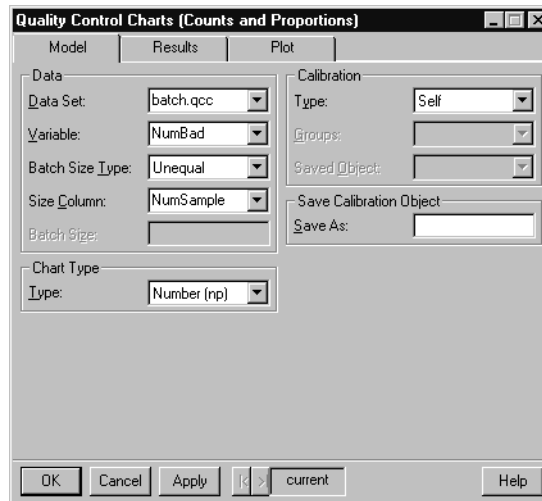 Quality Control Charts (Counts and Proportions)
Model Results Plot
Data
Data Set: batch.qcc
Variable: NumBad
Batch Size Type: Unequal
Size Column: NumSample
Batch Size:
Chart Type
Type: Number (np)
Calibration
Type: Self
Groups:
Saved Object:
Save Calibration Object
Save As:
OK Cancel Apply current Help